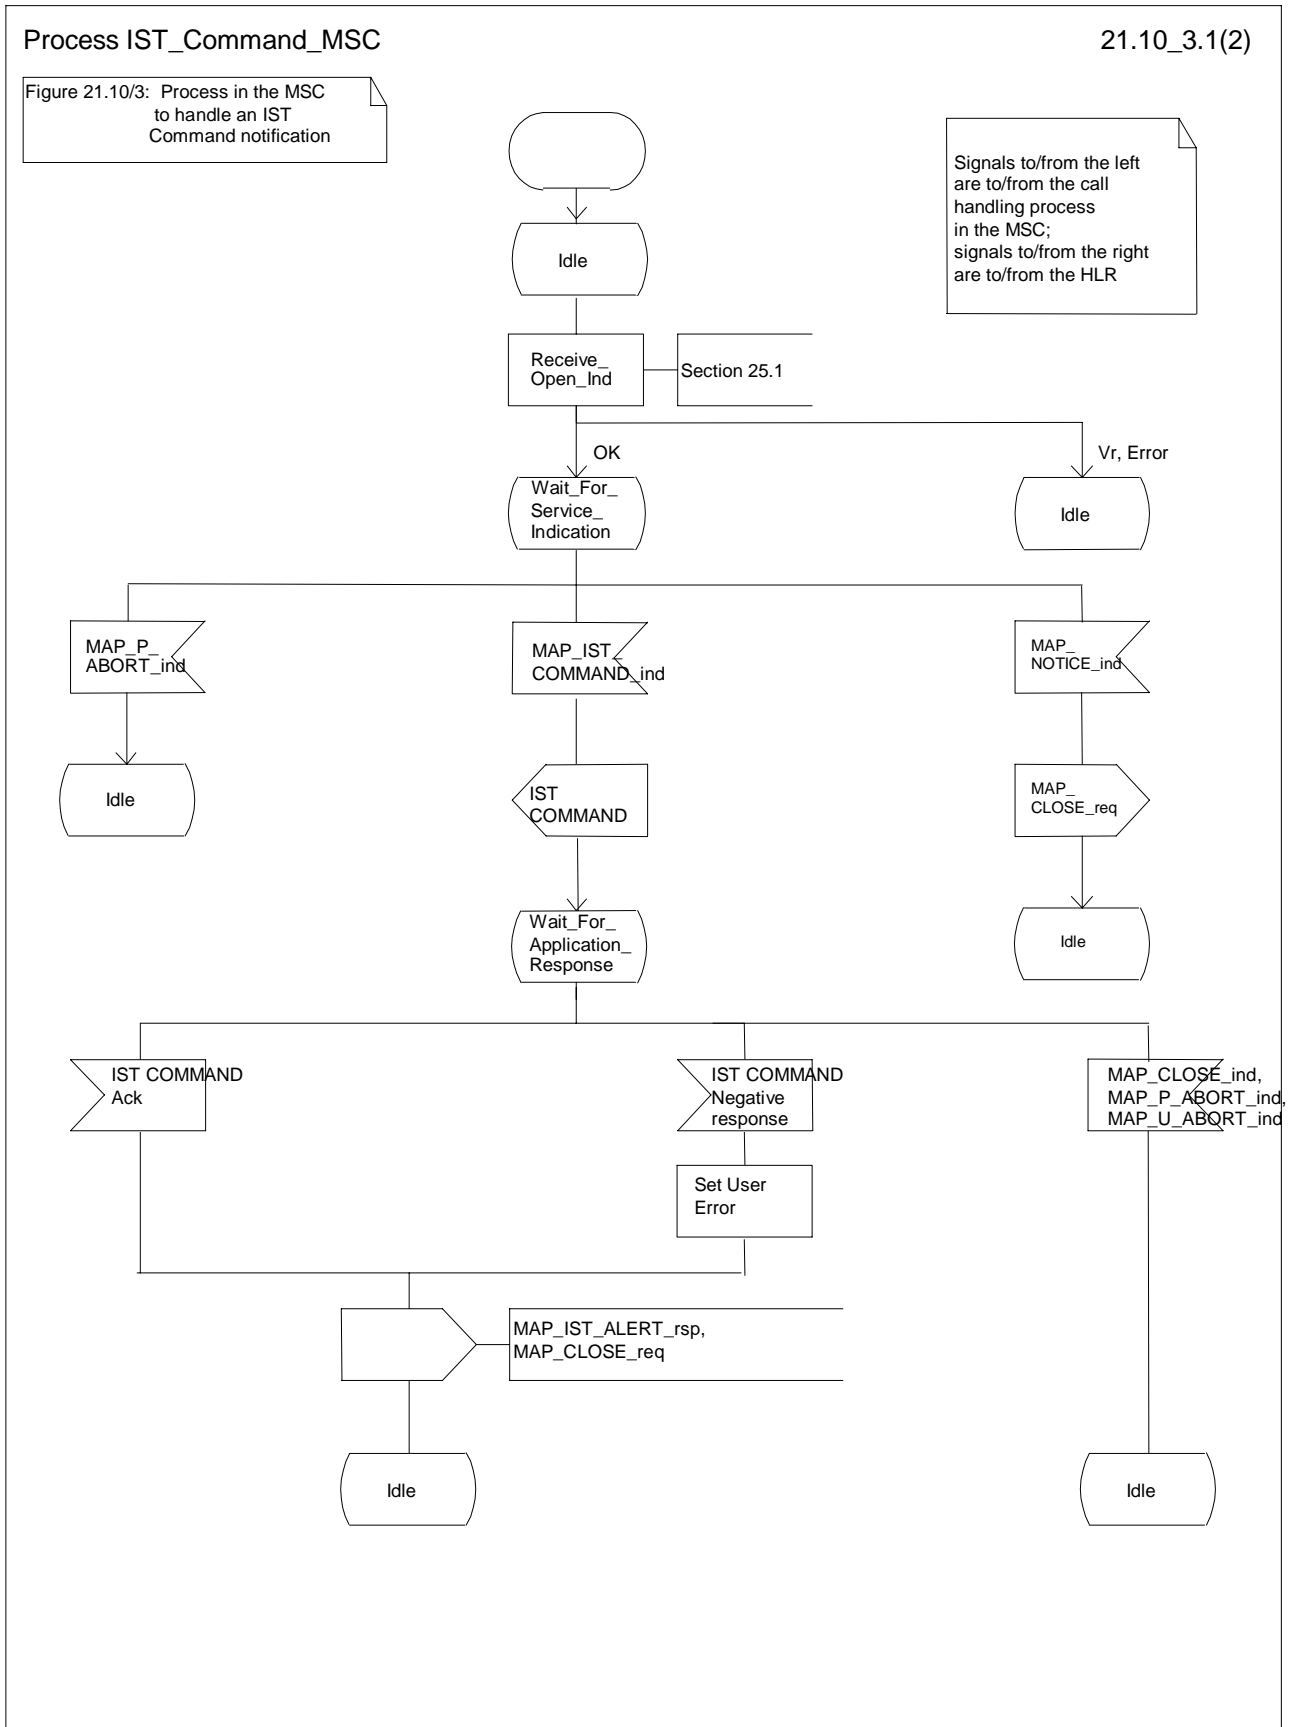 Process IST_Command_MSC
21.10_3.1(2)
Figure 21.10/3: Process in the MSC
to handle an IST
Command notification
Signals to/from the left
are to/from the call
handling process
in the MSC;
signals to/from the right
are to/from the HLR
Idle
Receive_
Open_Ind
Section 25.1
OK
Vr, Error
Wait_For_
Service_
Indication
Idle
MAP_P_
ABORT_ind
MAP_IST_
COMMAND_ind
MAP_
NOTICE_ind
Idle
IST
COMMAND
MAP_
CLOSE_req
Wait_For_
Application_
Response
Idle
IST COMMAND
Ack
IST COMMAND
Negative
response
MAP_CLOSE_ind,
MAP_P_ABORT_ind,
MAP_U_ABORT_ind
Set User
Error
MAP_IST_ALERT_rsp,
MAP_CLOSE_req
Idle
Idle